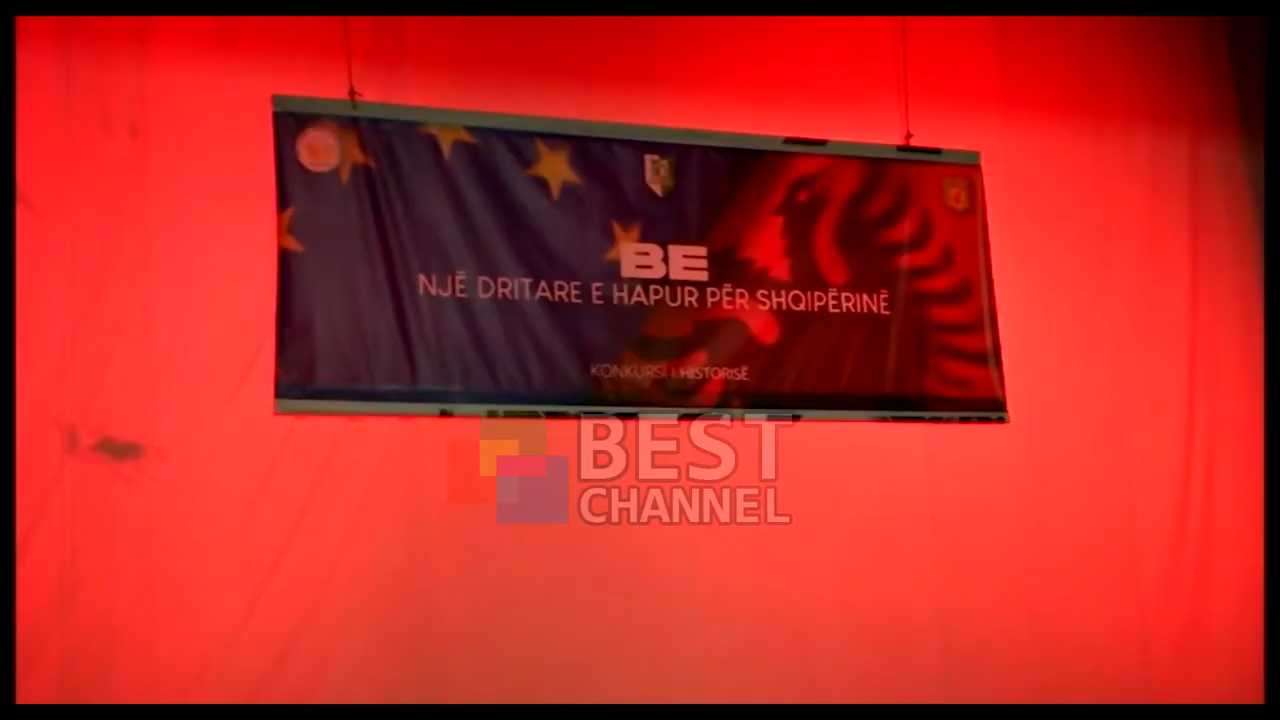 BE
NJË DRITARE E HAPUR PËR SHQIPËRINË
KONKURSI I HISTORISË
BEST
CHANNEL